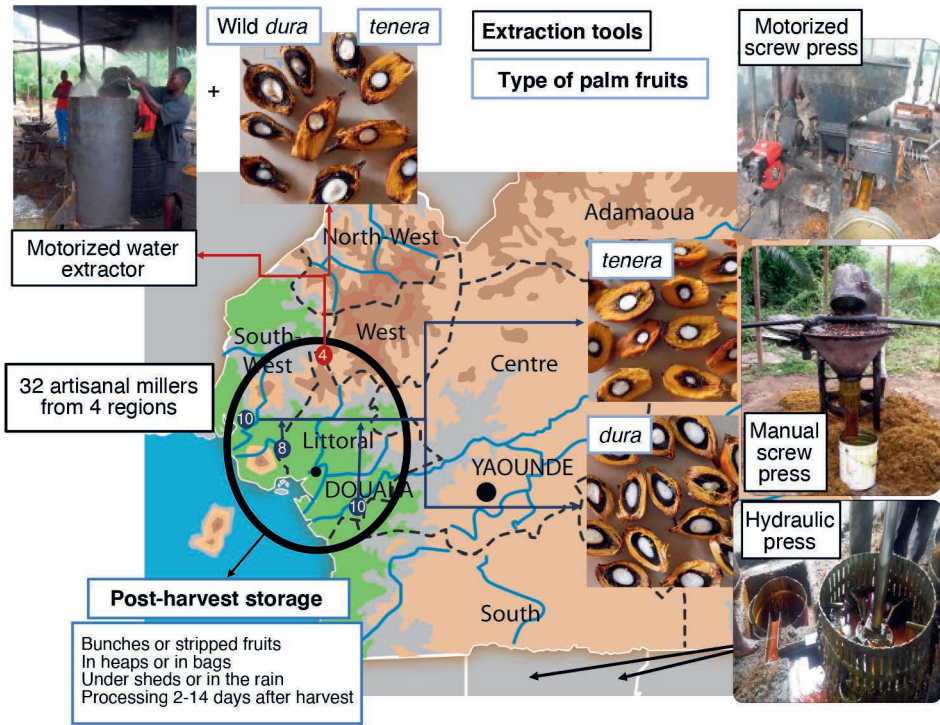 Wild dura
tenera
+
Extraction tools
Type of palm fruits
Motorized
screw press
Motorized water
extractor
North-West
Adamaoua
tenera
South-
West
West
4
Centre
32 artisanal millers
from 4 regions
10
8
Littoral
DOUALA
10
YAOUNDE
dura
Manual
screw
press
Hydraulic
press
Post-harvest storage
South
Bunches or stripped fruits
In heaps or in bags
Under sheds or in the rain
Processing 2-14 days after harvest